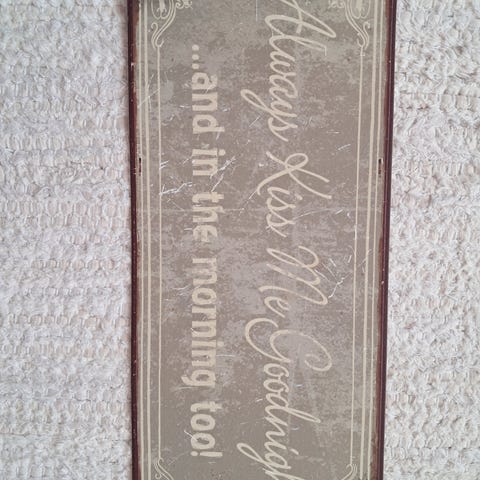 Always Kiss Me Goodnigh
...and in the morning too!